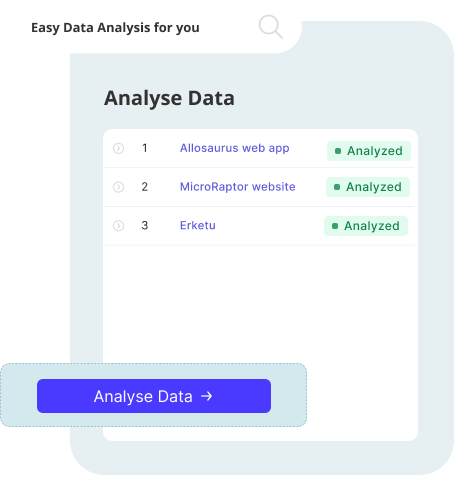 Easy Data Analysis for you
Analyse Data
1 Allosaurus web app Analyzed
2 MicroRaptor website Analyzed
3 Erketu Analyzed
Analyse Data →